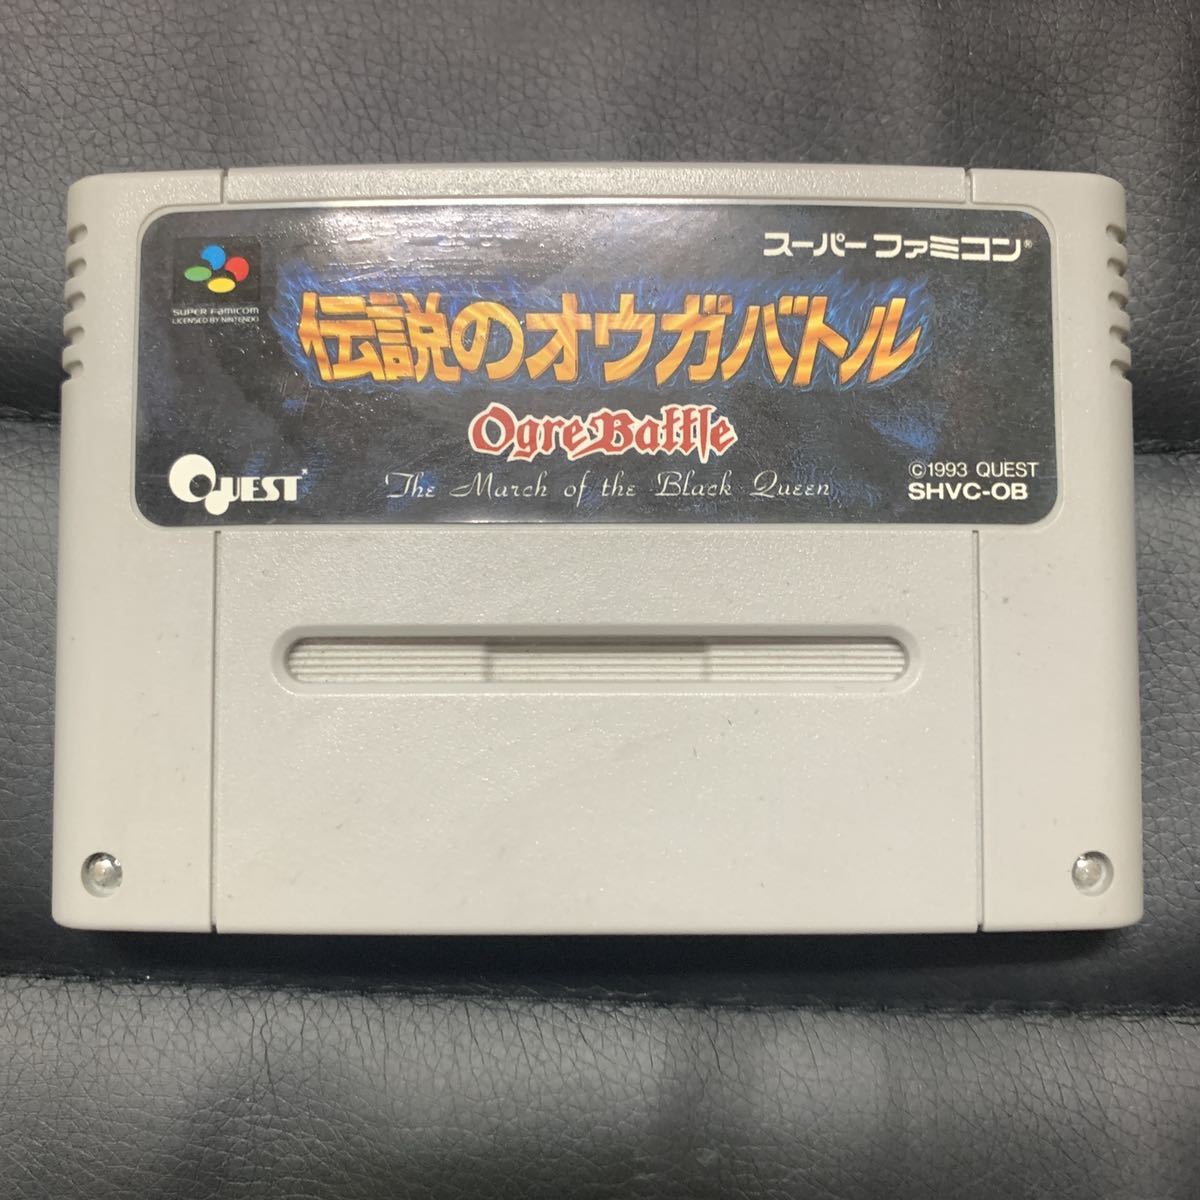 スーパーファミコン®
SUPER FAMICOM
LICENSED BY NINTENDO
伝説のオウガバトル
Ogre Battle
The March of the Black Queen
QUEST
©1993 QUEST
SHVC-OB